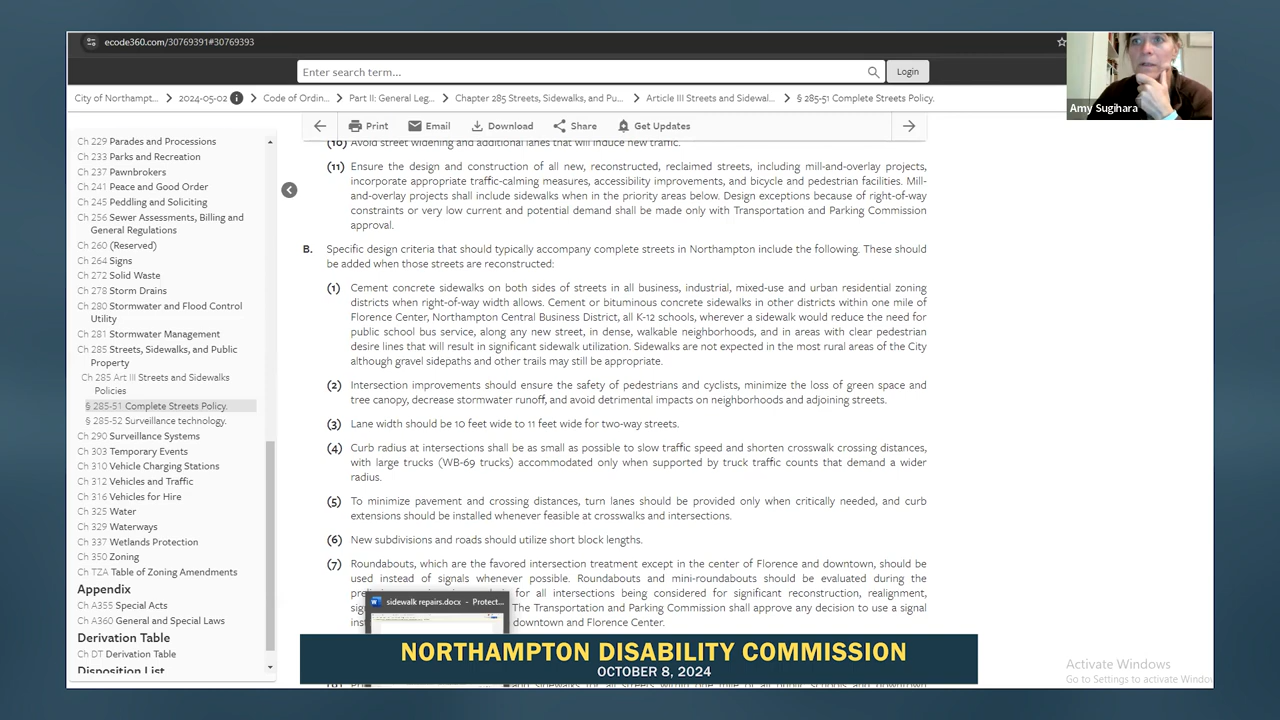 ecode360.com/30769391#30769393
Enter search term...
Login
City of Northampt...
2024-05-02
Code of Ordin...
Part II: General Leg...
Chapter 285 Streets, Sidewalks, and Pu...
Article III Streets and Sidewal...
§ 285-51 Complete Streets Policy.
Amy Sugihara
Print
Email
Download
Share
Get Updates
Ch 229 Parades and Processions
Ch 233 Parks and Recreation
Ch 237 Pawnbrokers
Ch 241 Peace and Good Order
Ch 245 Peddling and Soliciting
Ch 256 Sewer Assessments, Billing and
General Regulations
Ch 260 (Reserved)
Ch 264 Signs
Ch 272 Solid Waste
Ch 278 Storm Drains
Ch 280 Stormwater and Flood Control
Utility
Ch 281 Stormwater Management
Ch 285 Streets, Sidewalks, and Public
Property
Ch 285 Art III Streets and Sidewalks
Policies
§ 285-51 Complete Streets Policy.
§ 285-52 Surveillance technology.
Ch 290 Surveillance Systems
Ch 303 Temporary Events
Ch 310 Vehicle Charging Stations
Ch 312 Vehicles and Traffic
Ch 316 Vehicles for Hire
Ch 325 Water
Ch 329 Waterways
Ch 337 Wetlands Protection
Ch 350 Zoning
Ch TZA Table of Zoning Amendments
Appendix
Ch A355 Special Acts
Ch A360 General and Special Laws
Derivation Table
Ch DT Derivation Table
Disposition List
(10) Avoid street widening and additional lanes that will induce new traffic.
(11) Ensure the design and construction of all new, reconstructed, reclaimed streets, including mill-and-overlay projects,
incorporate appropriate traffic-calming measures, accessibility improvements, and bicycle and pedestrian facilities. Mill-
and-overlay projects shall include sidewalks when in the priority areas below. Design exceptions because of right-of-way
constraints or very low current and potential demand shall be made only with Transportation and Parking Commission
approval.
B. Specific design criteria that should typically accompany complete streets in Northampton include the following. These should
be added when those streets are reconstructed:
(1) Cement concrete sidewalks on both sides of streets in all business, industrial, mixed-use and urban residential zoning
districts when right-of-way width allows. Cement or bituminous concrete sidewalks in other districts within one mile of
Florence Center, Northampton Central Business District, all K-12 schools, wherever a sidewalk would reduce the need for
public school bus service, along any new street, in dense, walkable neighborhoods, and in areas with clear pedestrian
desire lines that will result in significant sidewalk utilization. Sidewalks are not expected in the most rural areas of the City
although gravel sidepaths and other trails may still be appropriate.
(2) Intersection improvements should ensure the safety of pedestrians and cyclists, minimize the loss of green space and
tree canopy, decrease stormwater runoff, and avoid detrimental impacts on neighborhoods and adjoining streets.
(3) Lane width should be 10 feet wide to 11 feet wide for two-way streets.
(4) Curb radius at intersections shall be as small as possible to slow traffic speed and shorten crosswalk crossing distances,
with large trucks (WB-69 trucks) accommodated only when supported by truck traffic counts that demand a wider
radius.
(5) To minimize pavement and crossing distances, turn lanes should be provided only when critically needed, and curb
extensions should be installed whenever feasible at crosswalks and intersections.
(6) New subdivisions and roads should utilize short block lengths.
(7) Roundabouts, which are the favored intersection treatment except in the center of Florence and downtown, should be
used instead of signals whenever possible. Roundabouts and mini-roundabouts should be evaluated during the
for all intersections being considered for significant reconstruction, realignment,
The Transportation and Parking Commission shall approve any decision to use a signal
downtown and Florence Center.
sidewalk repairs.docx - Protect...
NORTHAMPTON DISABILITY COMMISSION
OCTOBER 8, 2024
Activate Windows
Go to Settings to activate Windo